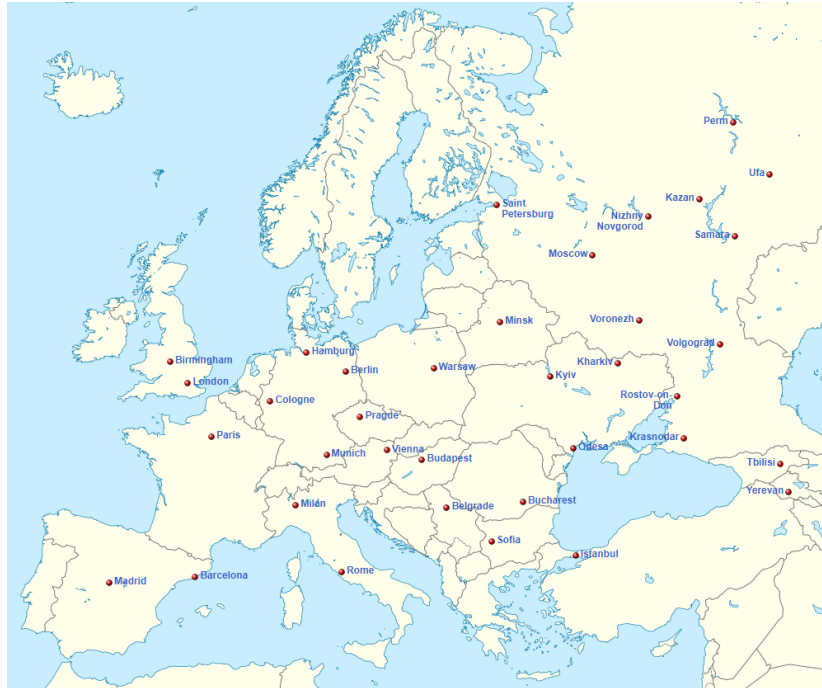 Perm
Ufa
Kazan
Saint
Petersburg
Nizhny
Novgorod
Samara
Moscow
Minsk
Voronezh
Volgograd
Hamburg
Birmingham
Kharkiv
Berlin
Warsaw
Kyiv
London
Rostov-on-
Don
Cologne
Prague
Paris
Krasnodar
Odesa
Vienna
Munich
Budapest
Tbilisi
Yerevan
Milan
Belgrade
Bucharest
Sofia
Istanbul
Rome
Barcelona
Madrid